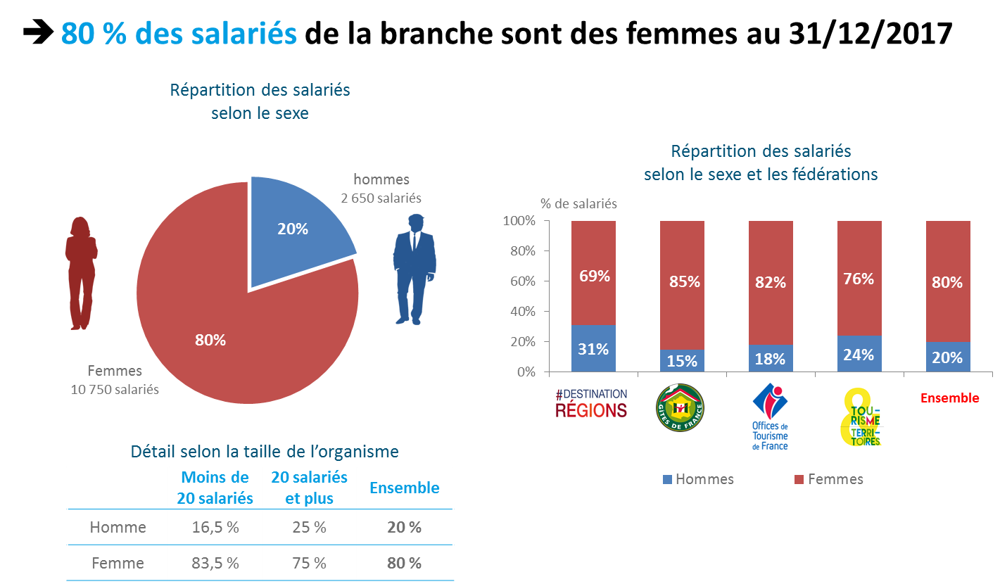 ➔ 80 % des salariés de la branche sont des femmes au 31/12/2017
Répartition des salariés
selon le sexe
hommes
2 650 salariés
20%
80%
Femmes
10 750 salariés
Détail selon la taille de l’organisme
Moins de 20 salariés
20 salariés et plus
Ensemble
Homme 16,5 % 25 % 20 %
Femme 83,5 % 75 % 80 %
Répartition des salariés
selon le sexe et les fédérations
% de salariés
100%
80%
60%
40%
20%
0%
69% 85% 82% 76% 80%
31% 15% 18% 24% 20%
#DESTINATION
RÉGIONS
GÎTES DE FRANCE
Offices de
Tourisme
de France
TOU-
RISME
TERRI-
TOIRES
Ensemble
Hommes Femmes